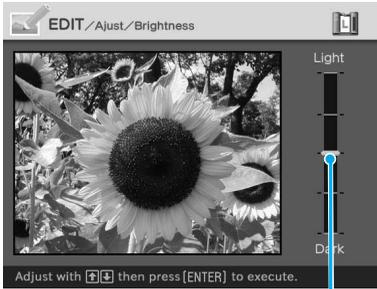 EDIT/Ajust/Brightness
L
Light
Dark
Adjust with ↑↓ then press [ENTER] to execute.